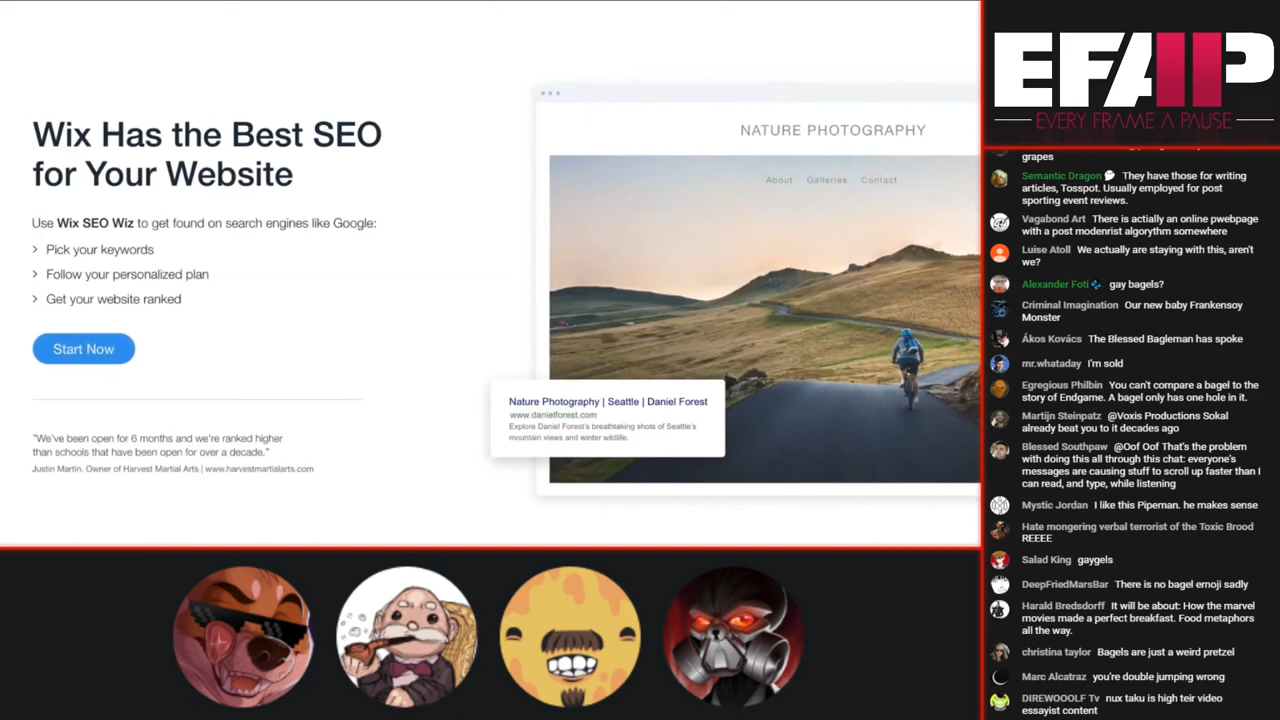 Wix Has the Best SEO
for Your Website
Use Wix SEO Wiz to get found on search engines like Google:
> Pick your keywords
> Follow your personalized plan
> Get your website ranked
Start Now
"We've been open for 6 months and we're ranked higher
than schools that have been open for over a decade."
Justin Martin, Owner of Harvest Martial Arts | www.harvestmartialarts.com
NATURE PHOTOGRAPHY
About Galleries Contact
Nature Photography | Seattle | Daniel Forest
www.danielforest.com
Explore Daniel Forest's breathtaking shots of Seattle's
mountain views and winter wildlife.
EFAP
EVERY FRAME A PAUSE
grapes
Semantic Dragon They have those for writing
articles, Tosspot. Usually employed for post
sporting event reviews.
Vagabond Art There is actially an online pwebpage
with a post modenrist algorythm somewhere
Luise Atoll We actually are staying with this, aren't
we?
Alexander Foti gay bagels?
Criminal Imagination Our new baby Frankensoy
Monster
Ákos Kovács The Blessed Bagleman has spoke
mr.whataday I'm sold
Egregious Philbin You can't compare a bagel to the
story of Endgame. A bagel only has one hole in it.
Martijn Steinpatz @Voxis Productions Sokal
already beat you to it decades ago
Blessed Southpaw @Oof Oof That's the problem
with doing this all through this chat: everyone's
messages are causing stuff to scroll up faster than I
can read, and type, while listening
Mystic Jordan I like this Pipeman. he makes sense
Hate mongering verbal terrorist of the Toxic Brood
REEEE
Salad King gaygels
DeepFriedMarsBar There is no bagel emoji sadly
Harald Bredsdorff It will be about: How the marvel
movies made a perfect breakfast. Food metaphors
all the way.
christina taylor Bagels are just a weird pretzel
Marc Alcatraz you're double jumping wrong
DIREWOOOLF Tv nux taku is high teir video
essayist content